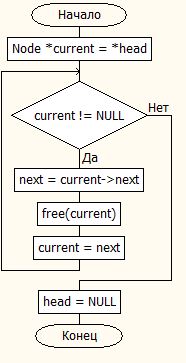 Начало
Node *current = *head
current != NULL
Нет
Да
next = current->next
free(current)
current = next
head = NULL
Конец